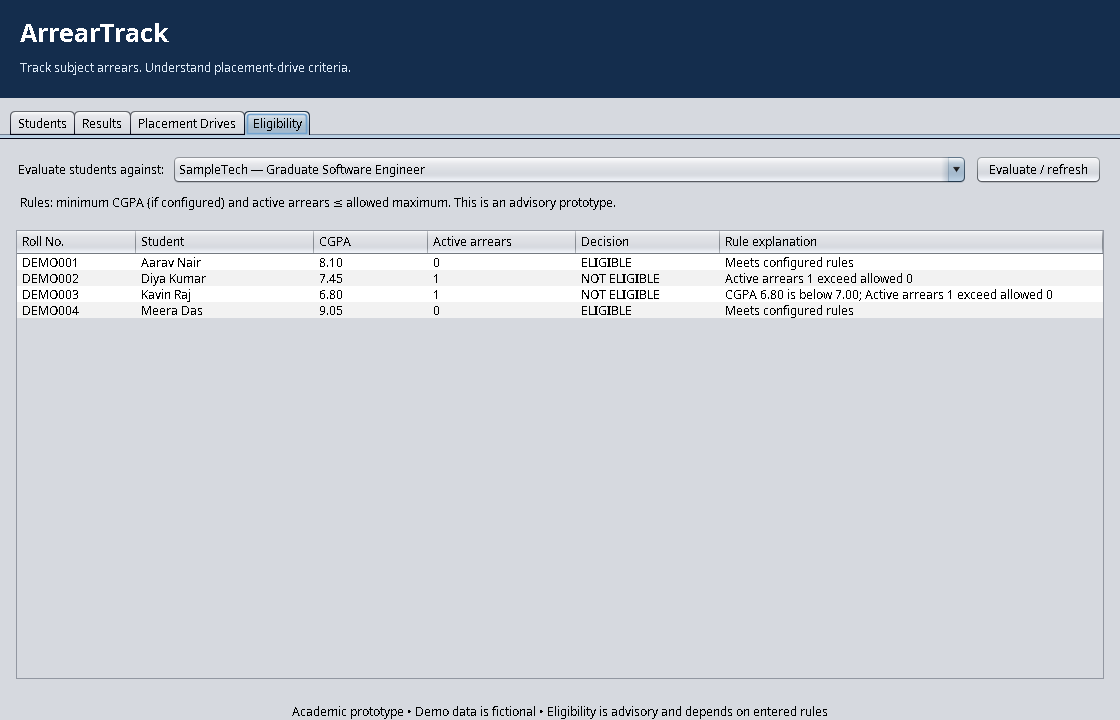 ArrearTrack
Track subject arrears. Understand placement-drive criteria.
Students Results Placement Drives Eligibility
Evaluate students against: SampleTech — Graduate Software Engineer Evaluate / refresh
Rules: minimum CGPA (if configured) and active arrears ≤ allowed maximum. This is an advisory prototype.
Roll No. Student CGPA Active arrears Decision Rule explanation
DEMO001 Aarav Nair 8.10 0 ELIGIBLE Meets configured rules
DEMO002 Diya Kumar 7.45 1 NOT ELIGIBLE Active arrears 1 exceed allowed 0
DEMO003 Kavin Raj 6.80 1 NOT ELIGIBLE CGPA 6.80 is below 7.00; Active arrears 1 exceed allowed 0
DEMO004 Meera Das 9.05 0 ELIGIBLE Meets configured rules
Academic prototype • Demo data is fictional • Eligibility is advisory and depends on entered rules